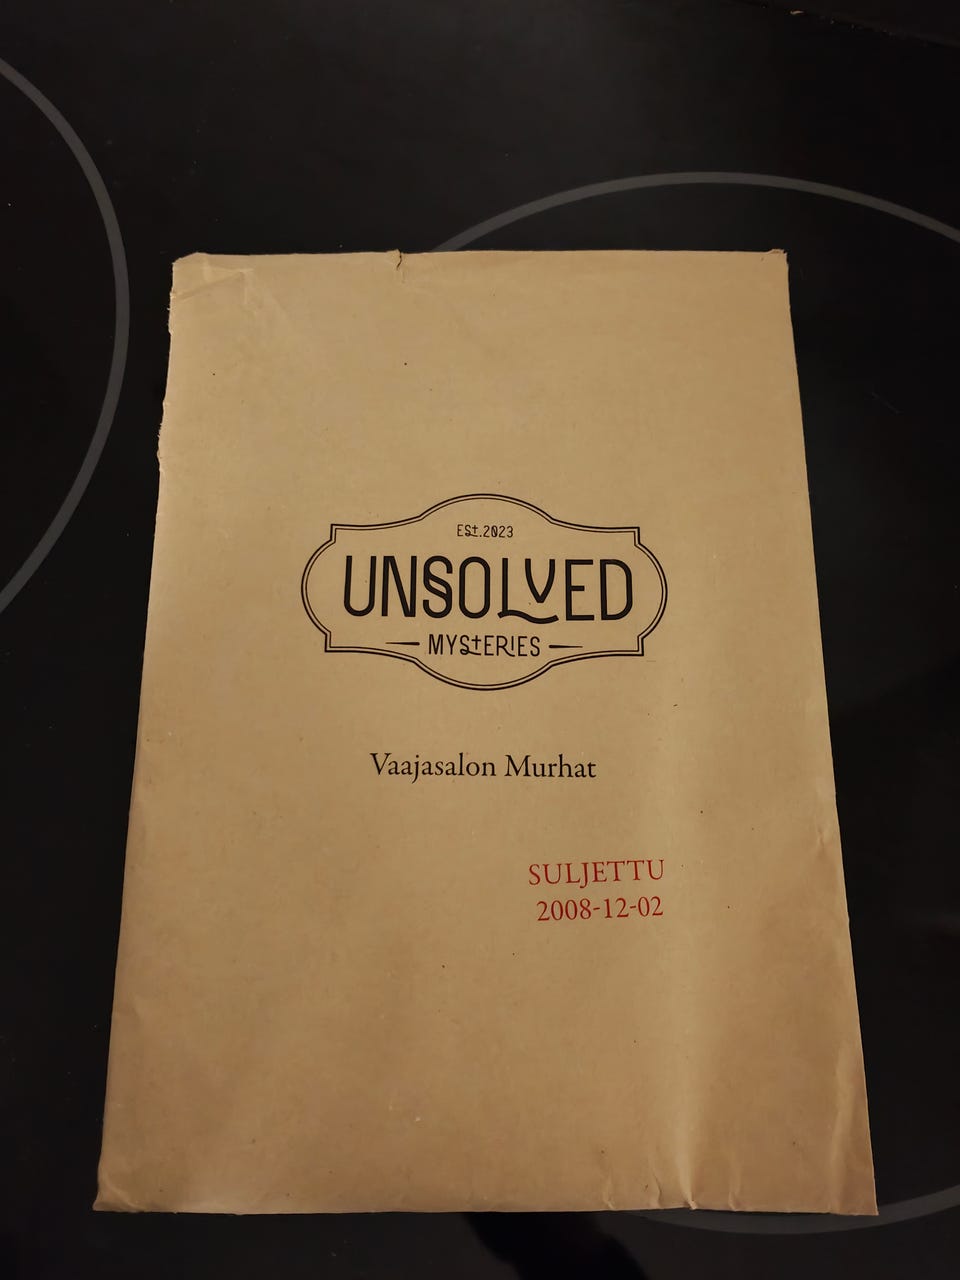 Est.2023
UNSOLVED
MYSTERIES
Vaajasalon Murhat
SULJETTU
2008-12-02